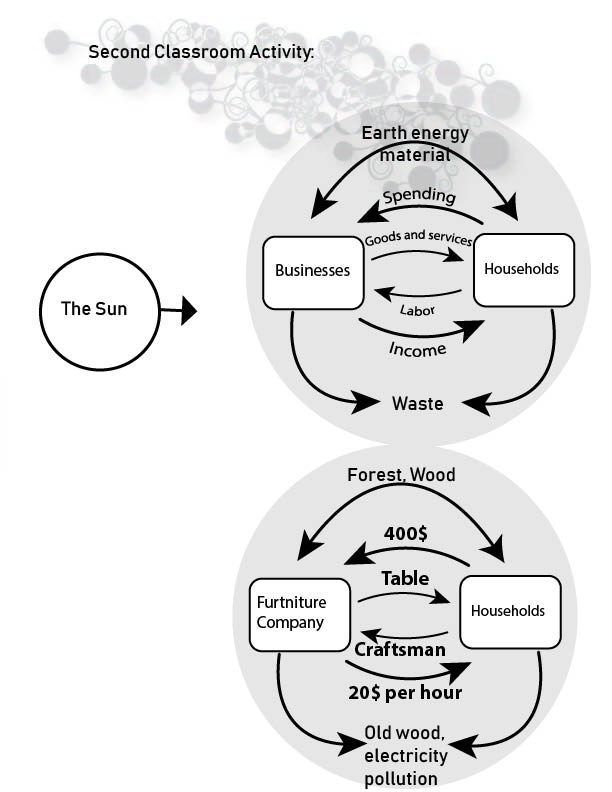 Second Classroom Activity:
Earth energy
material
Spending
Goods and services
Businesses
Households
The Sun
Labor
Income
Waste
Forest, Wood
400$
Table
Furtniture
Company
Households
Craftsman
20$ per hour
Old wood,
electricity
pollution